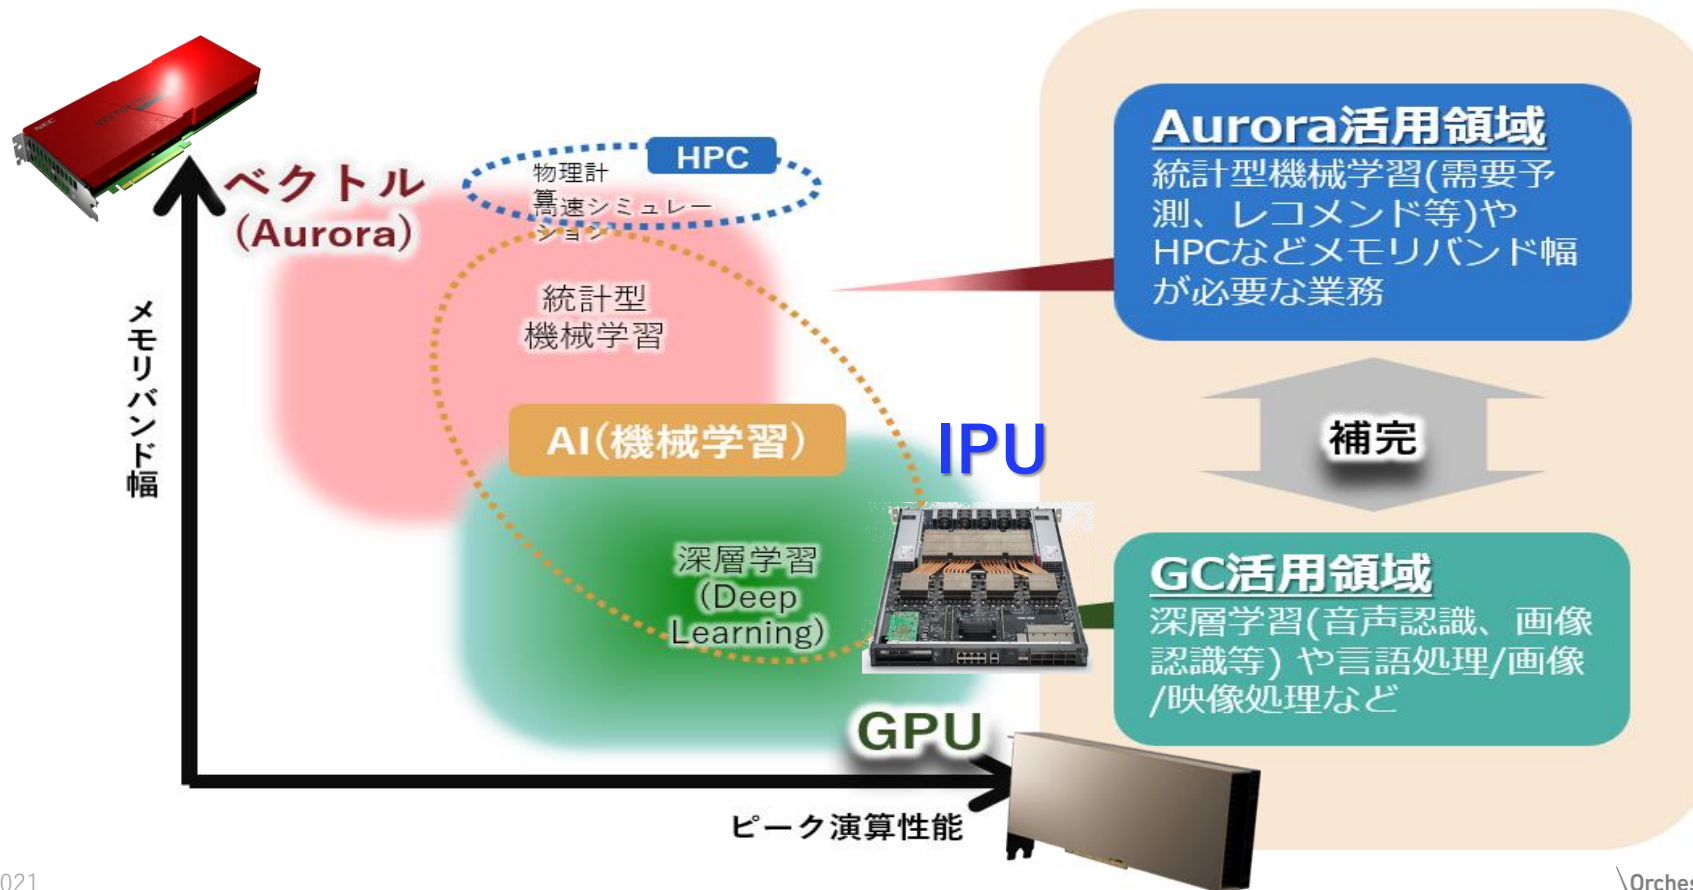 NEC
ベクトル
(Aurora)
HPC
物理計
算
高速シミュレー
ション
統計型
機械学習
AI(機械学習)
深層学習
(Deep
Learning)
IPU
GPU
メモリバンド幅
ピーク演算性能
Aurora活用領域
統計型機械学習(需要予
測、レコメンド等)や
HPCなどメモリバンド幅
が必要な業務
補完
GC活用領域
深層学習(音声認識、画像
認識等) や言語処理/画像
/映像処理など
021
\Orches